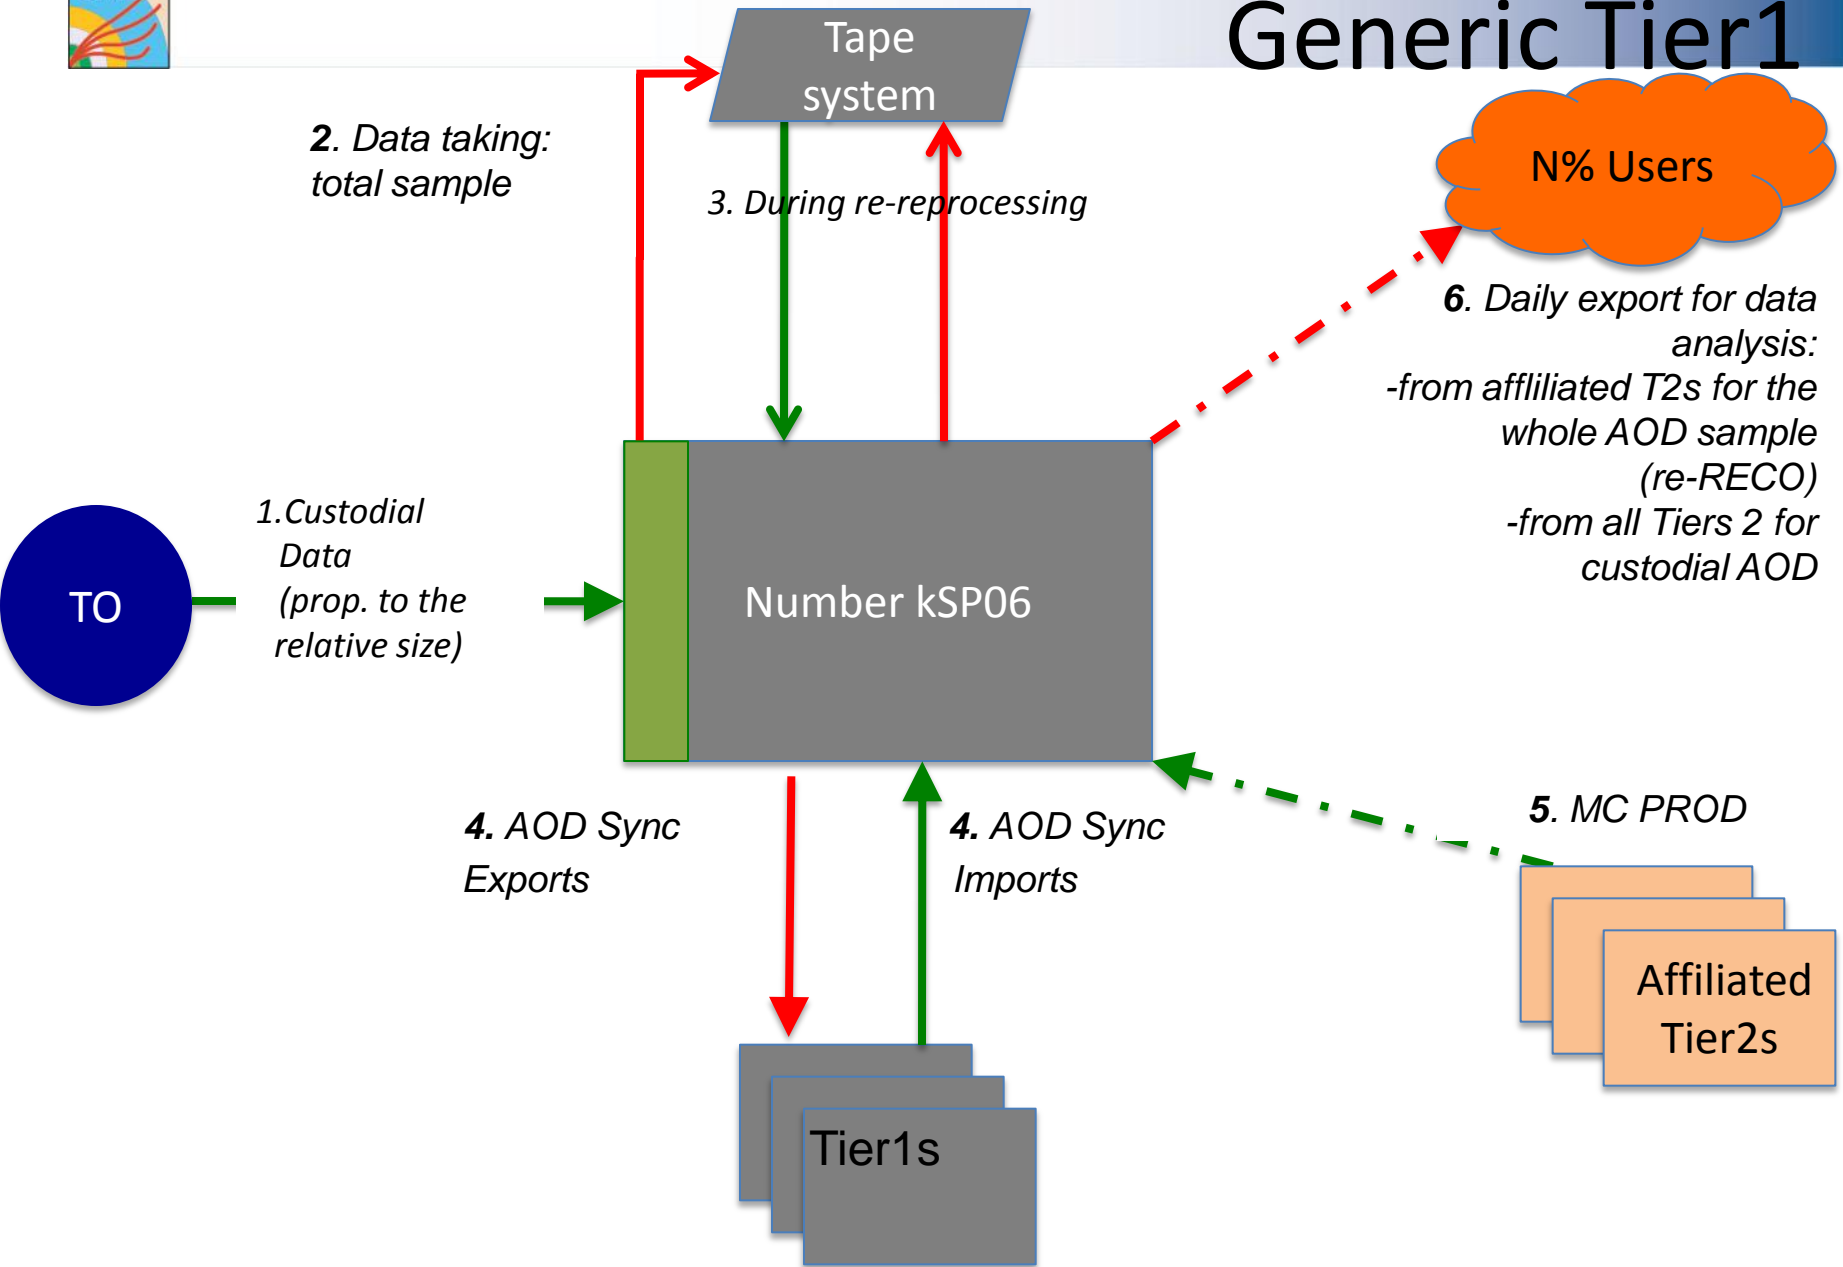 Generic Tier1
Tape
system
2. Data taking:
total sample
3. During re-reprocessing
N% Users
6. Daily export for data
analysis:
-from affliliated T2s for the
whole AOD sample
(re-RECO)
-from all Tiers 2 for
custodial AOD
1.Custodial
Data
(prop. to the
relative size)
TO
Number kSP06
4. AOD Sync
Exports
4. AOD Sync
Imports
5. MC PROD
Affiliated
Tier2s
Tier1s